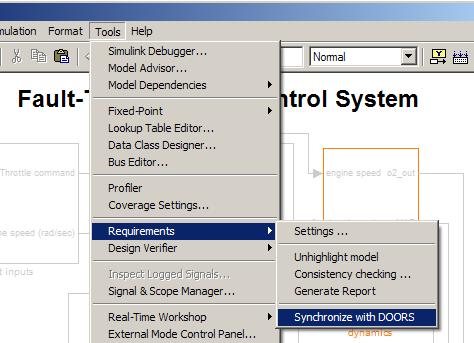 mulation Format Tools Help
Normal
Simulink Debugger...
Model Advisor...
Model Dependencies
Fault-T
ntrol System
Fixed-Point
Lookup Table Editor...
Data Class Designer...
Bus Editor...
Throttle command
engine speed o2_out
Profiler
Coverage Settings...
ne speed (rad/sec)
Requirements
Settings ...
Design Verifier
Unhighlight model
t inputs
Inspect Logged Signals...
Consistency checking ...
Signal & Scope Manager...
Generate Report
Real-Time Workshop
Synchronize with DOORS
External Mode Control Panel...
dynamics